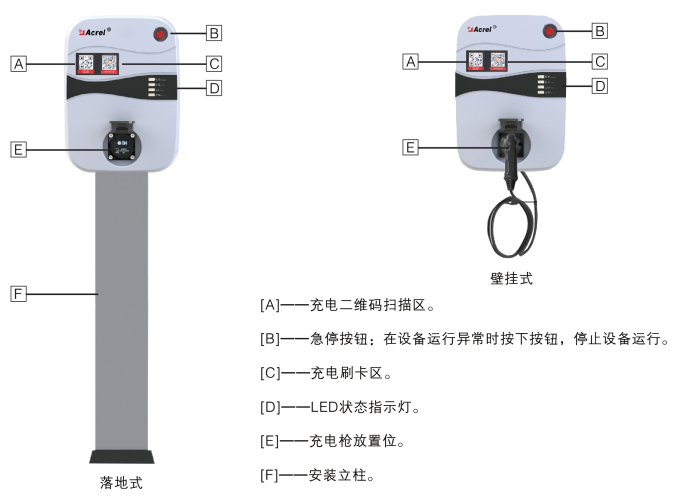 Acrel®
Acrel®
B
B
A
C
A
C
D
D
E
E
F
壁挂式
[A]——充电二维码扫描区。
[B]——急停按钮：在设备运行异常时按下按钮，停止设备运行。
[C]——充电刷卡区。
[D]——LED状态指示灯。
[E]——充电枪放置位。
[F]——安装立柱。
落地式